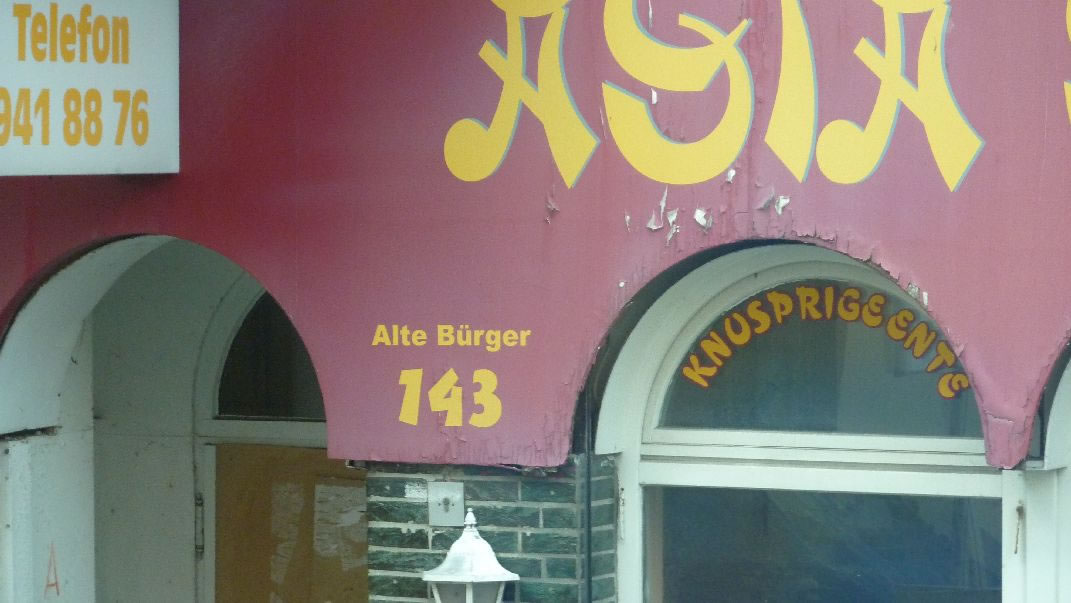 Telefon
941 88 76
ASIA
Alte Bürger
143
KNUSPRIGE ENTE
A